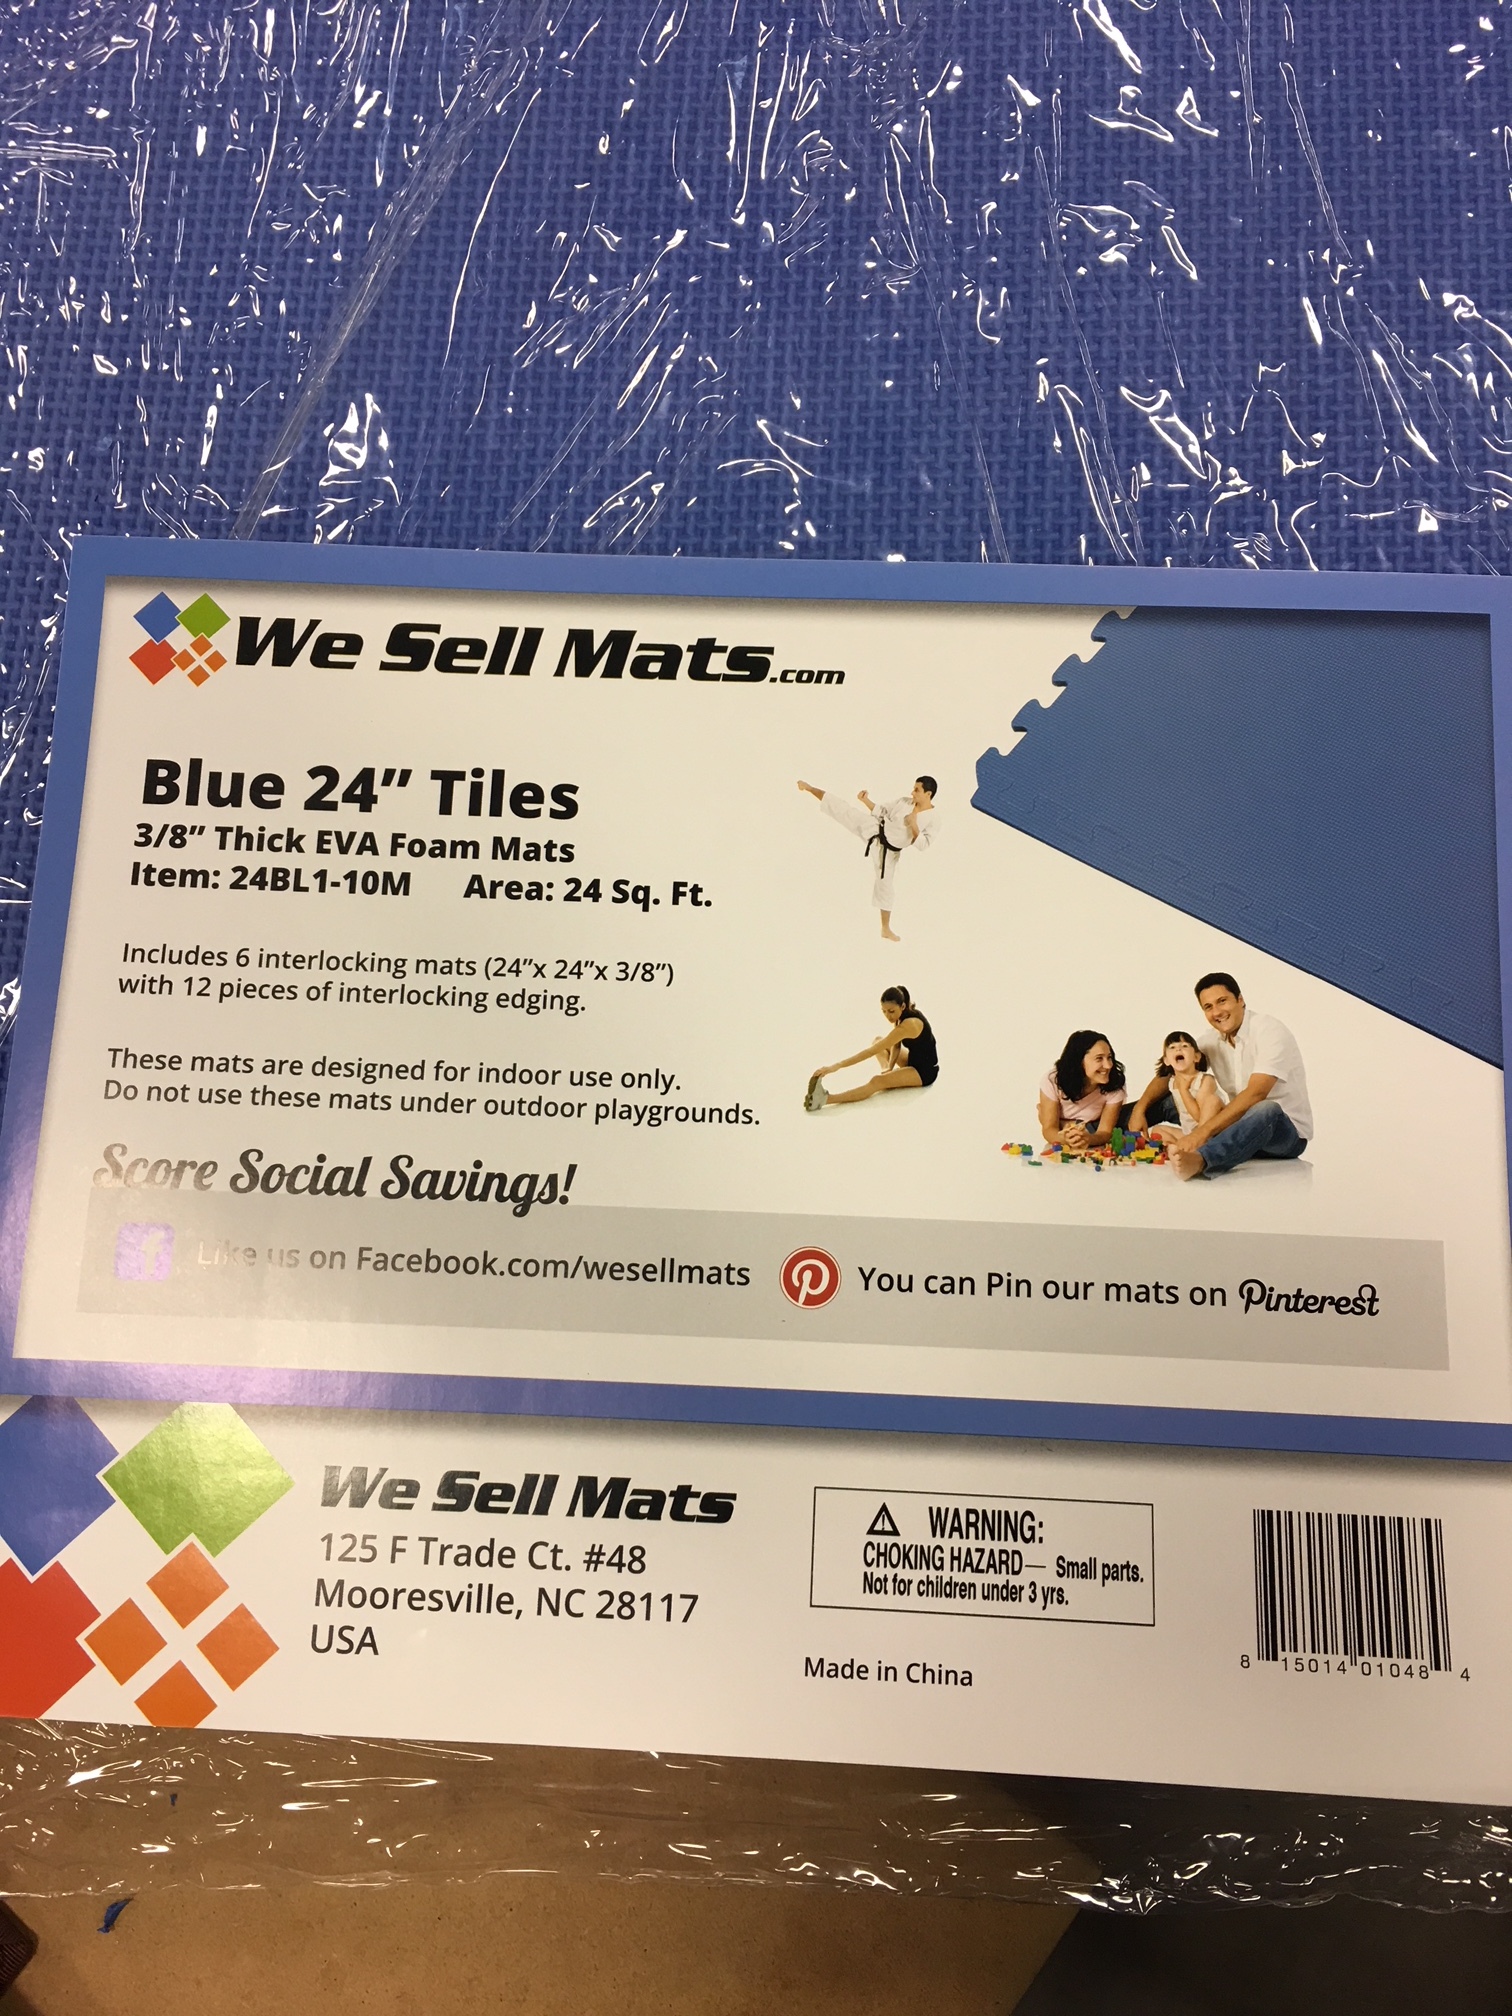 We Sell Mats.com
Blue 24” Tiles
3/8” Thick EVA Foam Mats
Item: 24BL1-10M Area: 24 Sq. Ft.
Includes 6 interlocking mats (24”x 24”x 3/8”)
with 12 pieces of interlocking edging.
These mats are designed for indoor use only.
Do not use these mats under outdoor playgrounds.
Score Social Savings!
f Like us on Facebook.com/wesellmats
You can Pin our mats on Pinterest
We Sell Mats
125 F Trade Ct. #48
Mooresville, NC 28117
USA
WARNING:
CHOKING HAZARD— Small parts.
Not for children under 3 yrs.
Made in China
8 15014 01048 4